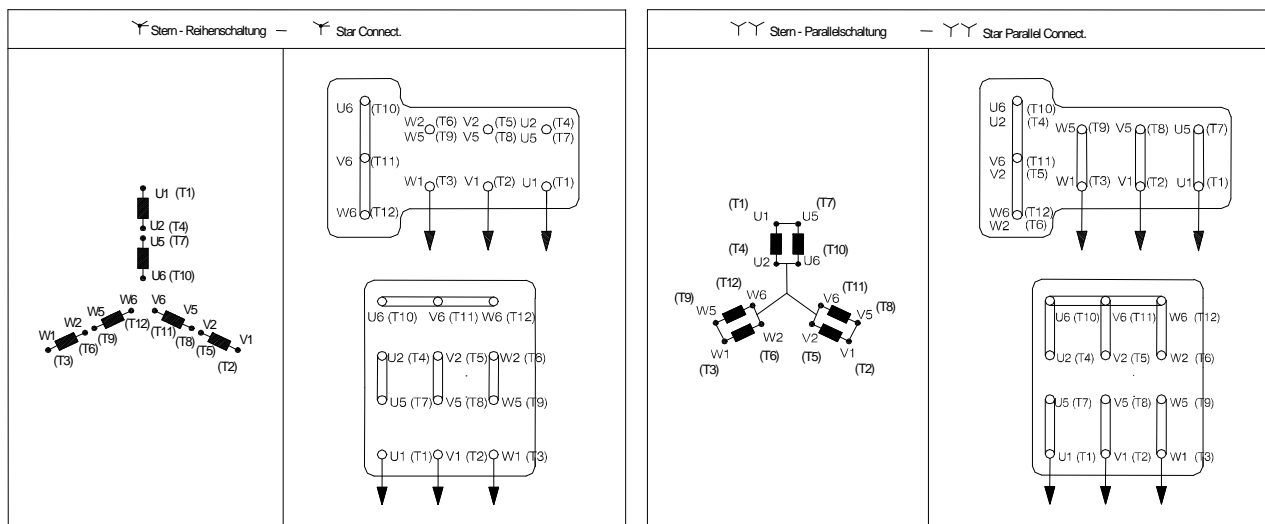 Stern - Reihenschaltung – Star Connect.
U1 (T1)
U2 (T4)
U5 (T7)
U6 (T10)
W6
W5
W2
W1
(T12)
(T9)
(T6)
(T3)
V6
V5
V2
V1
(T11)
(T8)
(T5)
(T2)
U6 (T10)
V6 (T11)
W6 (T12)
W2 (T6) V2 (T5) U2 (T4)
W5 (T9) V5 (T8) U5 (T7)
W1 (T3) V1 (T2) U1 (T1)
U6 (T10) V6 (T11) W6 (T12)
U2 (T4) V2 (T5) W2 (T6)
U5 (T7) V5 (T8) W5 (T9)
U1 (T1) V1 (T2) W1 (T3)
Stern - Parallelschaltung – Star Parallel Connect.
(T1) (T7)
U1 U5
(T4) (T10)
U2 U6
(T12)
(T9) W6
W5
W1 W2
(T3) (T6)
(T11)
V6 (T8)
V5
V2 V1
(T5) (T2)
U6 (T10)
U2 (T4)
V6 (T11)
V2 (T5)
W6 (T12)
W2 (T6)
W5 (T9) V5 (T8) U5 (T7)
W1 (T3) V1 (T2) U1 (T1)
U6 (T10) V6 (T11) W6 (T12)
U2 (T4) V2 (T5) W2 (T6)
U5 (T7) V5 (T8) W5 (T9)
U1 (T1) V1 (T2) W1 (T3)